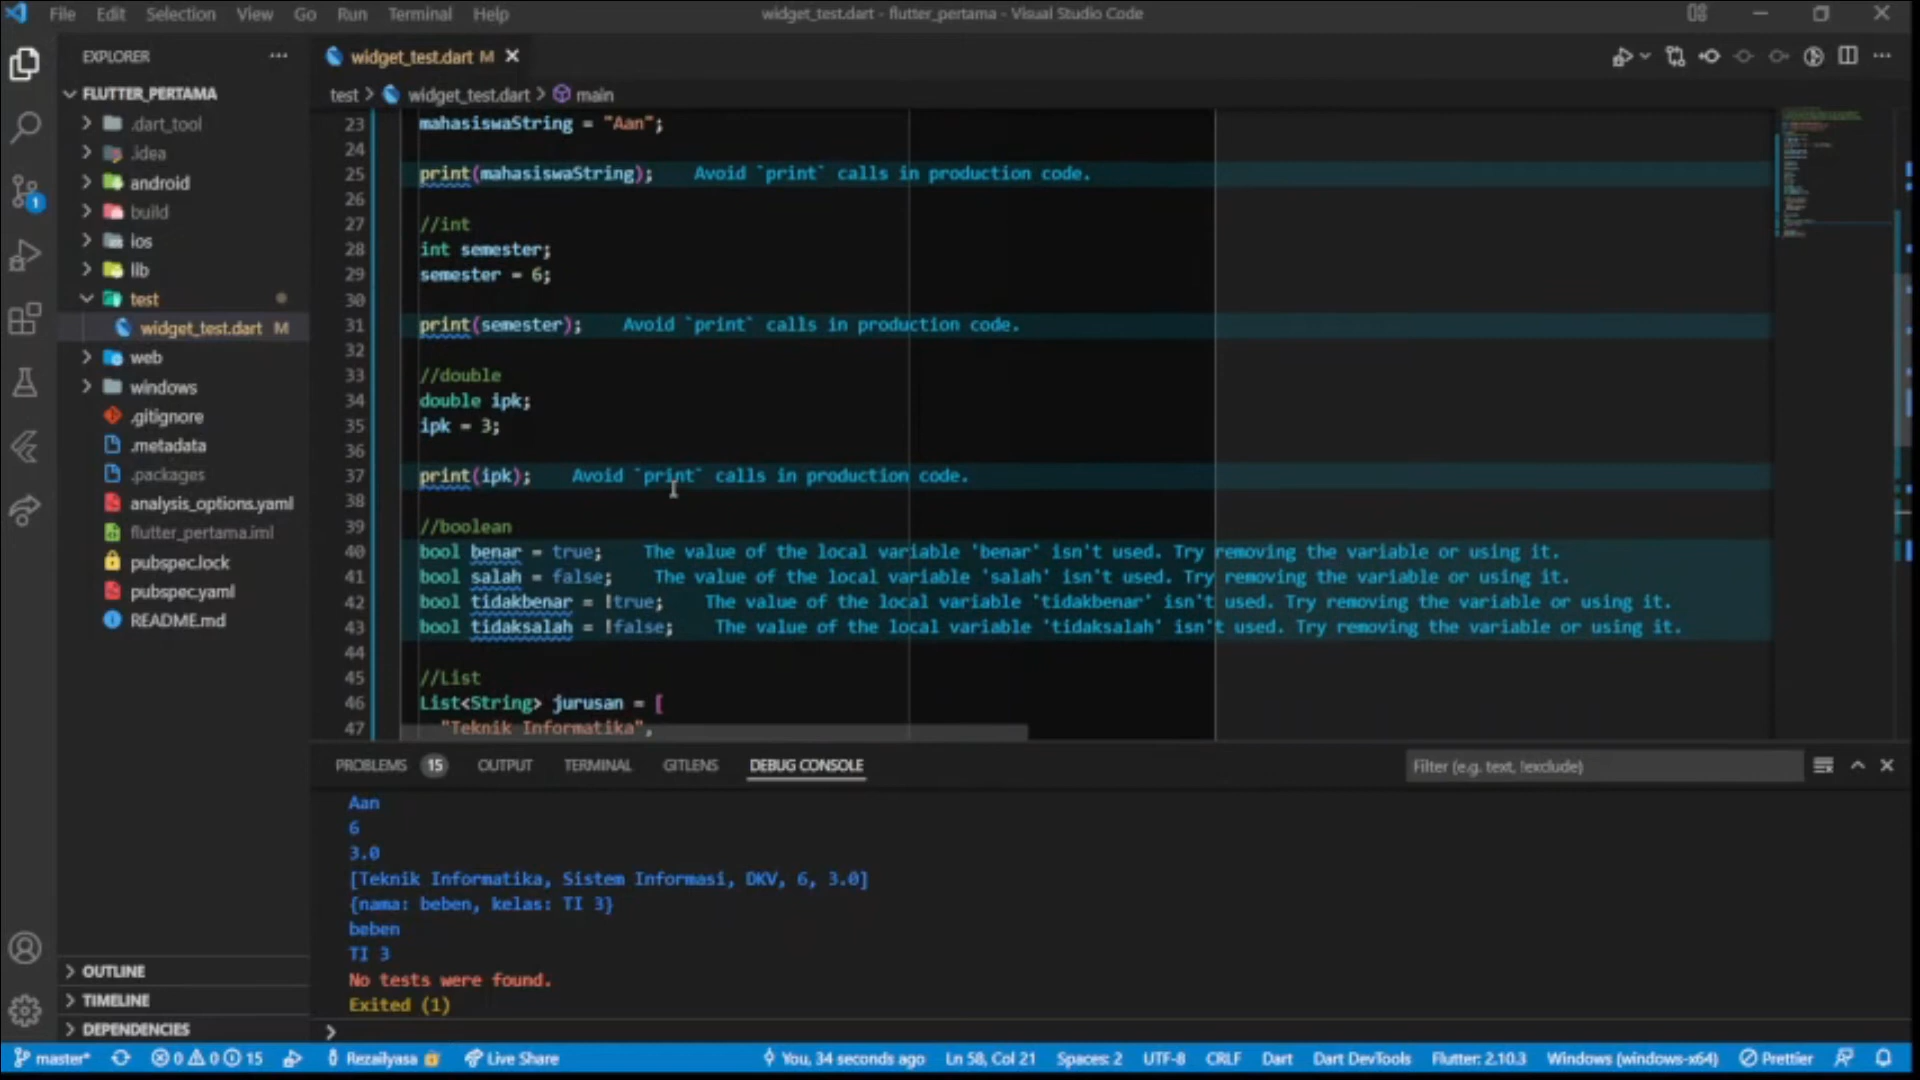 File Edit Selection View Go Run Terminal Help widget_test.dart - flutter_pertama - Visual Studio Code
EXPLORER
widget_test.dart M
FLUTTER_PERTAMA
test > widget_test.dart > main
.dart_tool
.idea
android
build
ios
lib
test
widget_test.dart M
web
windows
.gitignore
.metadata
.packages
analysis_options.yaml
flutter_pertama.iml
pubspec.lock
pubspec.yaml
README.md
OUTLINE
TIMELINE
DEPENDENCIES
1
23 mahasiswaString = "Aan";
24
25 print(mahasiswaString); Avoid `print` calls in production code.
26
27 //int
28 int semester;
29 semester = 6;
30
31 print(semester); Avoid `print` calls in production code.
32
33 //double
34 double ipk;
35 ipk = 3;
36
37 print(ipk); Avoid `print` calls in production code.
38
39 //boolean
40 bool benar = true; The value of the local variable 'benar' isn't used. Try removing the variable or using it.
41 bool salah = false; The value of the local variable 'salah' isn't used. Try removing the variable or using it.
42 bool tidakbenar = !true; The value of the local variable 'tidakbenar' isn't used. Try removing the variable or using it.
43 bool tidaksalah = !false; The value of the local variable 'tidaksalah' isn't used. Try removing the variable or using it.
44
45 //List
46 List<String> jurusan = [
47 "Teknik Informatika",
PROBLEMS 15 OUTPUT TERMINAL GITLENS DEBUG CONSOLE Filter (e.g. text, !exclude)
Aan
6
3.0
[Teknik Informatika, Sistem Informasi, DKV, 6, 3.0]
{nama: beben, kelas: TI 3}
beben
TI 3
No tests were found.
Exited (1)
master* 0 0 15 Rezailyasa Live Share You, 34 seconds ago Ln 58, Col 21 Spaces: 2 UTF-8 CRLF Dart Dart DevTools Flutter: 2.10.3 Windows (windows-x64) Prettier